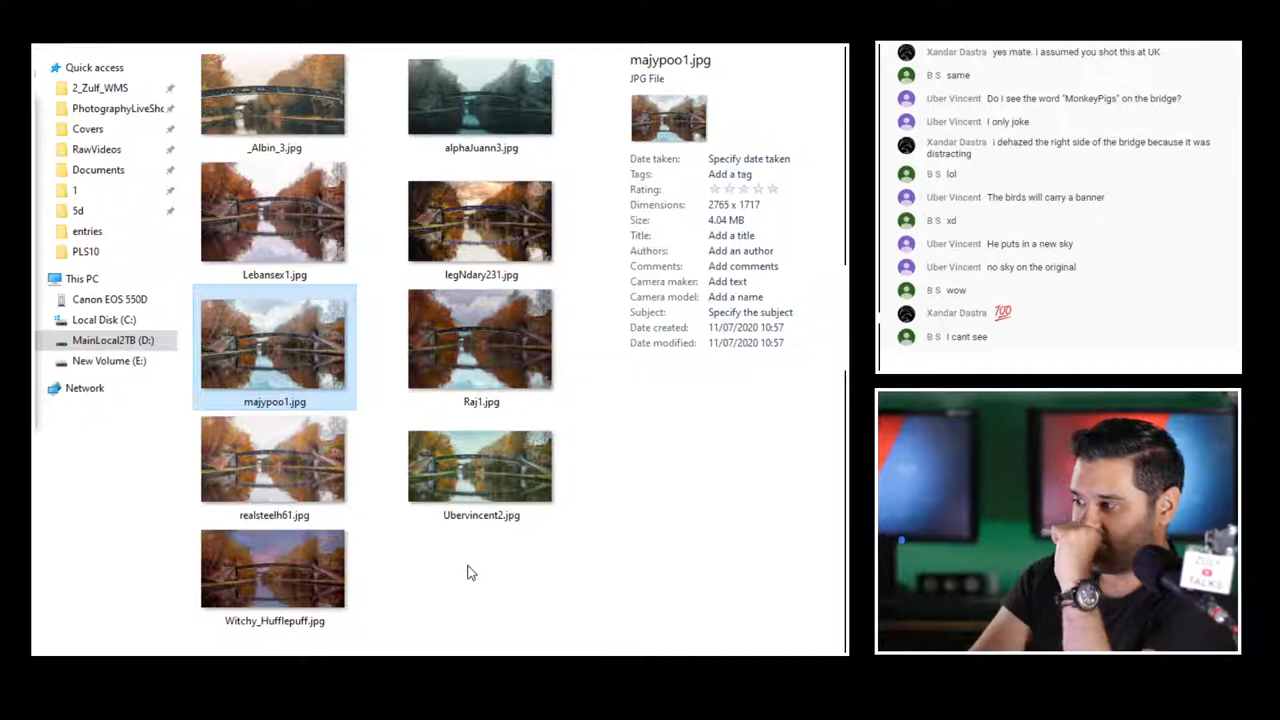 Quick access
2_Zulf_WMS
PhotographyLiveSho
Covers
RawVideos
Documents
1
5d
entries
PLS10
This PC
Canon EOS 550D
Local Disk (C:)
MainLocal2TB (D:)
New Volume (E:)
Network
_Albin_3.jpg
alphaJuann3.jpg
Lebansex1.jpg
legNdary231.jpg
majypoo1.jpg
Raj1.jpg
realsteelh61.jpg
Ubervincent2.jpg
Witchy_Hufflepuff.jpg
majypoo1.jpg
JPG File
Date taken: Specify date taken
Tags: Add a tag
Rating:
Dimensions: 2765 x 1717
Size: 4.04 MB
Title: Add a title
Authors: Add an author
Comments: Add comments
Camera maker: Add text
Camera model: Add a name
Subject: Specify the subject
Date created: 11/07/2020 10:57
Date modified: 11/07/2020 10:57
Xandar Dastra yes mate. i assumed you shot this at UK
B S same
Uber Vincent Do I see the word "MonkeyPigs" on the bridge?
Uber Vincent I only joke
Xandar Dastra i dehazed the right side of the bridge because it was
distracting
B S lol
Uber Vincent The birds will carry a banner
B S xd
Uber Vincent He puts in a new sky
Uber Vincent no sky on the original
B S wow
Xandar Dastra 💯
B S I cant see
ZULF
TALKS